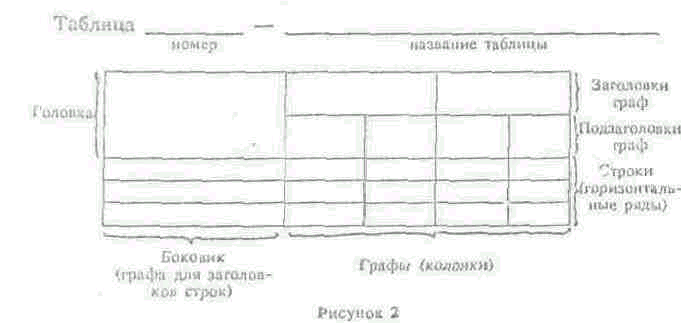 Таблица — 
номер
название таблицы
Головка
Заголовки
граф
Подзаголовки
граф
Строки
(горизонталь-
ные ряды)
Боковик
(графа для заголов-
ков строк)
Графы (колонки)
Рисунок 2